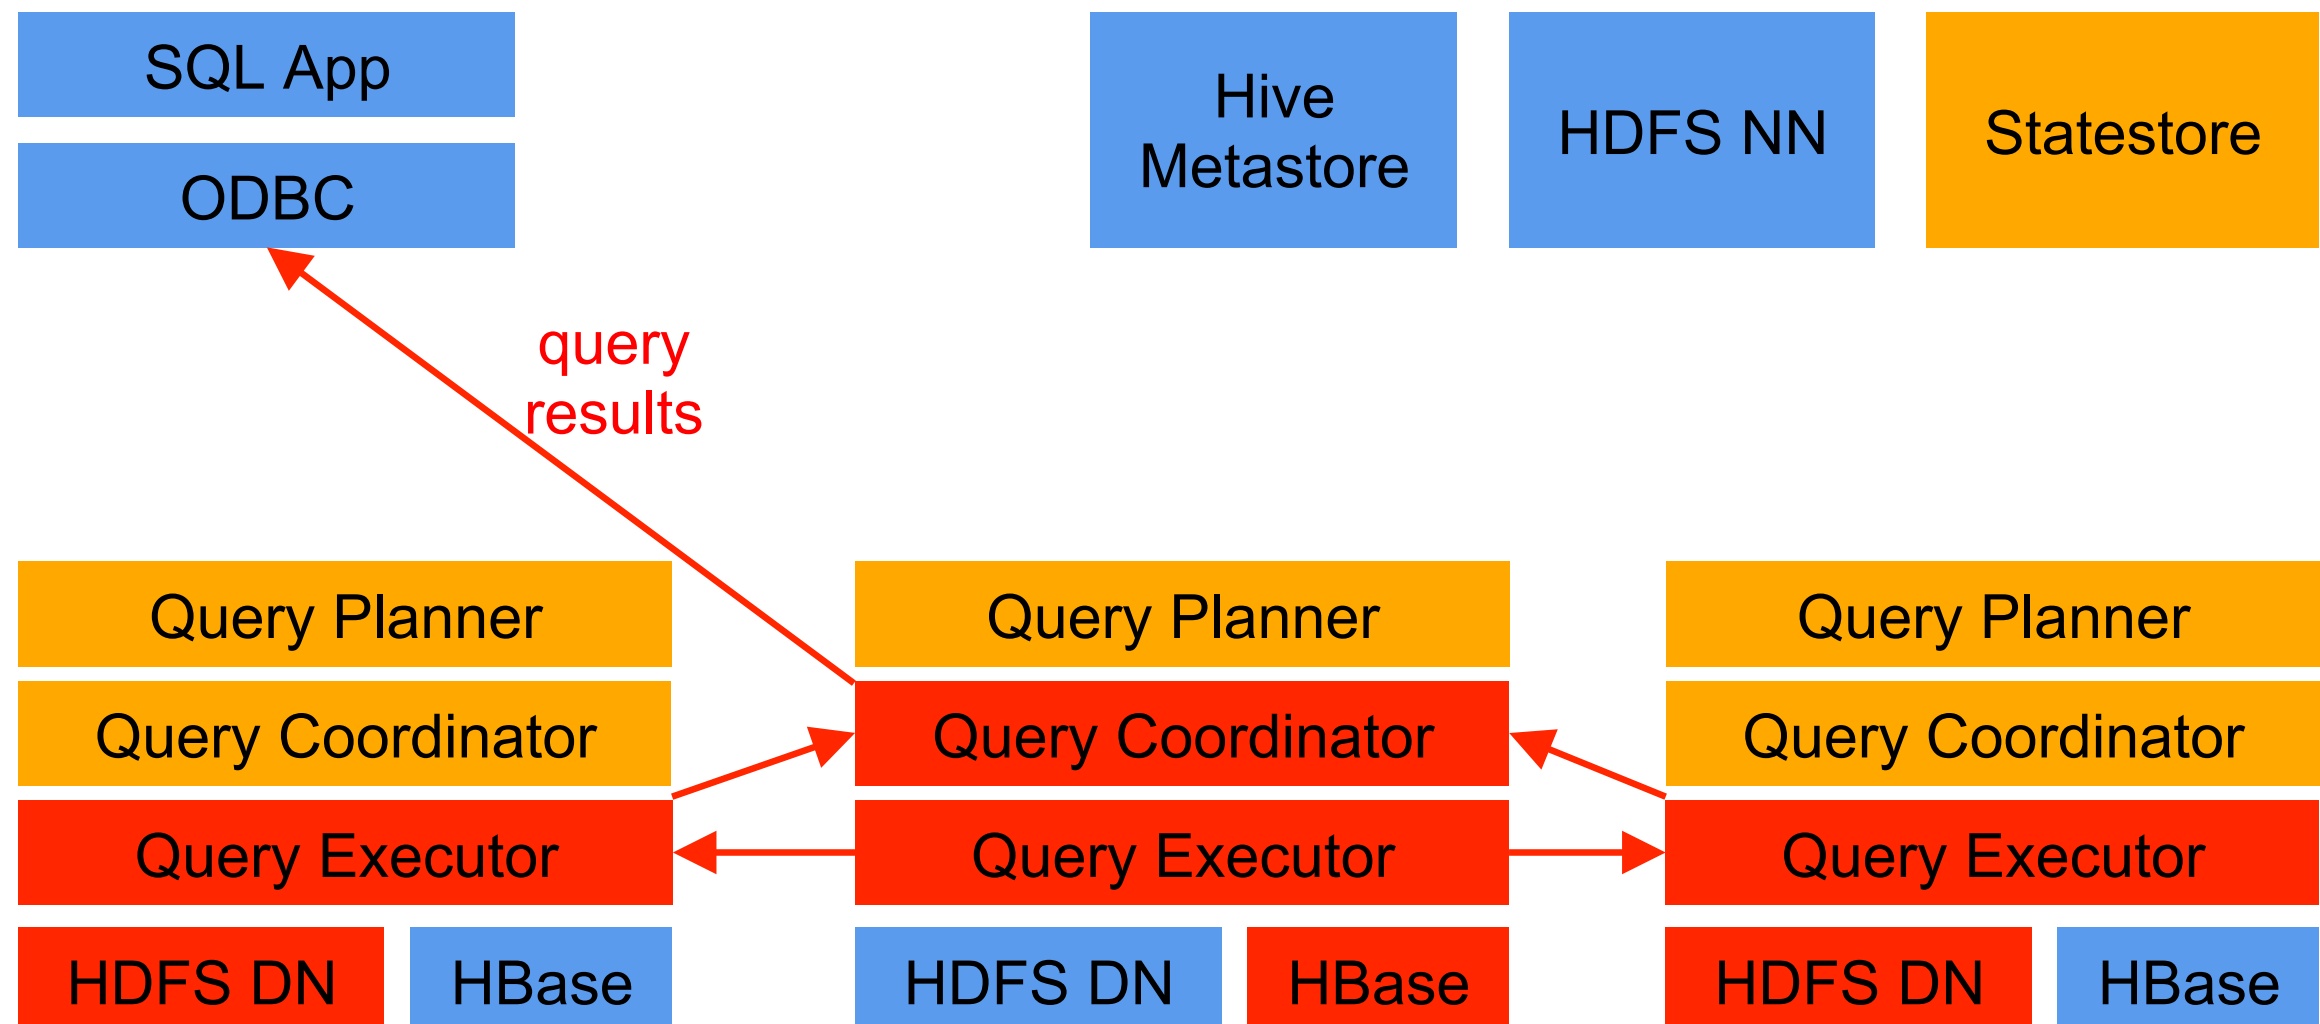 SQL App
ODBC
Hive
Metastore
HDFS NN
Statestore
query
results
Query Planner
Query Coordinator
Query Executor
HDFS DN
HBase
Query Planner
Query Coordinator
Query Executor
HDFS DN
HBase
Query Planner
Query Coordinator
Query Executor
HDFS DN
HBase